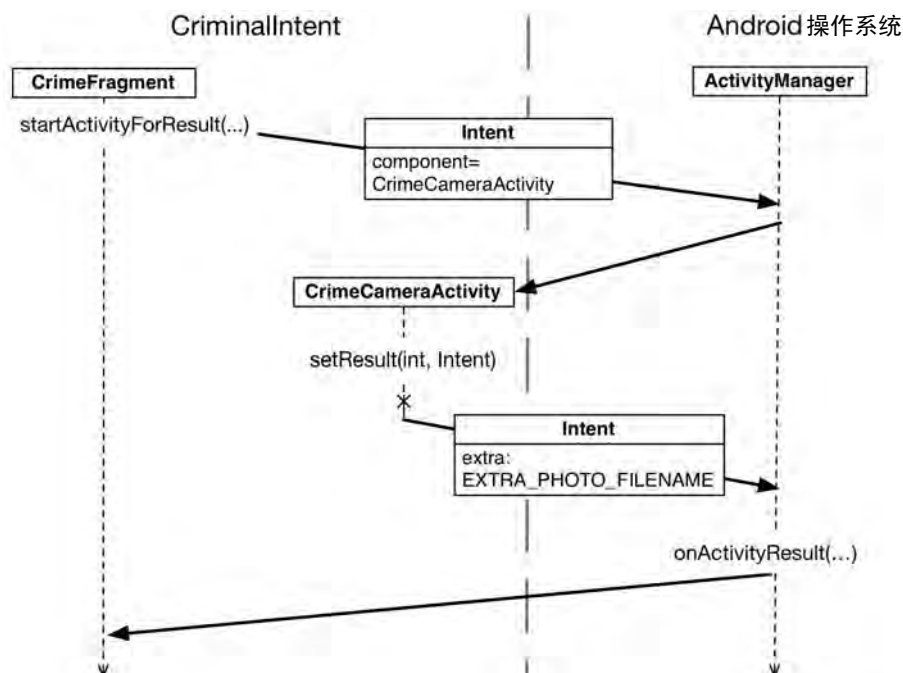 CriminalIntent
Android操作系统
CrimeFragment
ActivityManager
startActivityForResult(...)
Intent
component=
CrimeCameraActivity
CrimeCameraActivity
setResult(int, Intent)
Intent
extra:
EXTRA_PHOTO_FILENAME
onActivityResult(...)